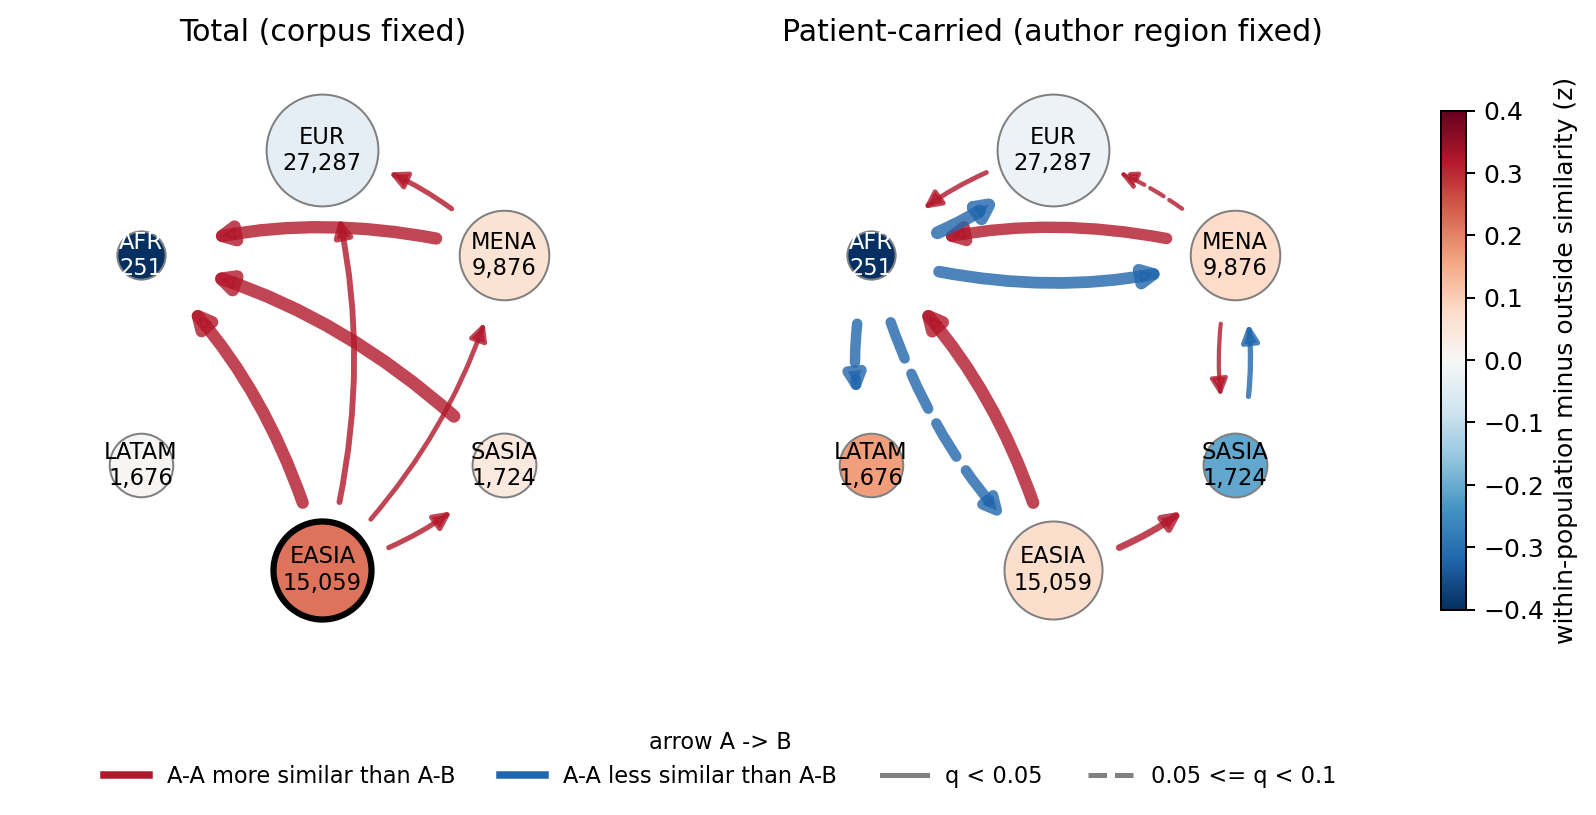 Total (corpus fixed)
Patient-carried (author region fixed)
EUR
27,287
MENA
9,876
AFR
251
LATAM
1,676
SASIA
1,724
EASIA
15,059
EUR
27,287
MENA
9,876
AFR
251
LATAM
1,676
SASIA
1,724
EASIA
15,059
0.4
0.3
0.2
0.1
0.0
−0.1
−0.2
−0.3
−0.4
within-population minus outside similarity (z)
arrow A -> B
A-A more similar than A-B
A-A less similar than A-B
q < 0.05
0.05 <= q < 0.1